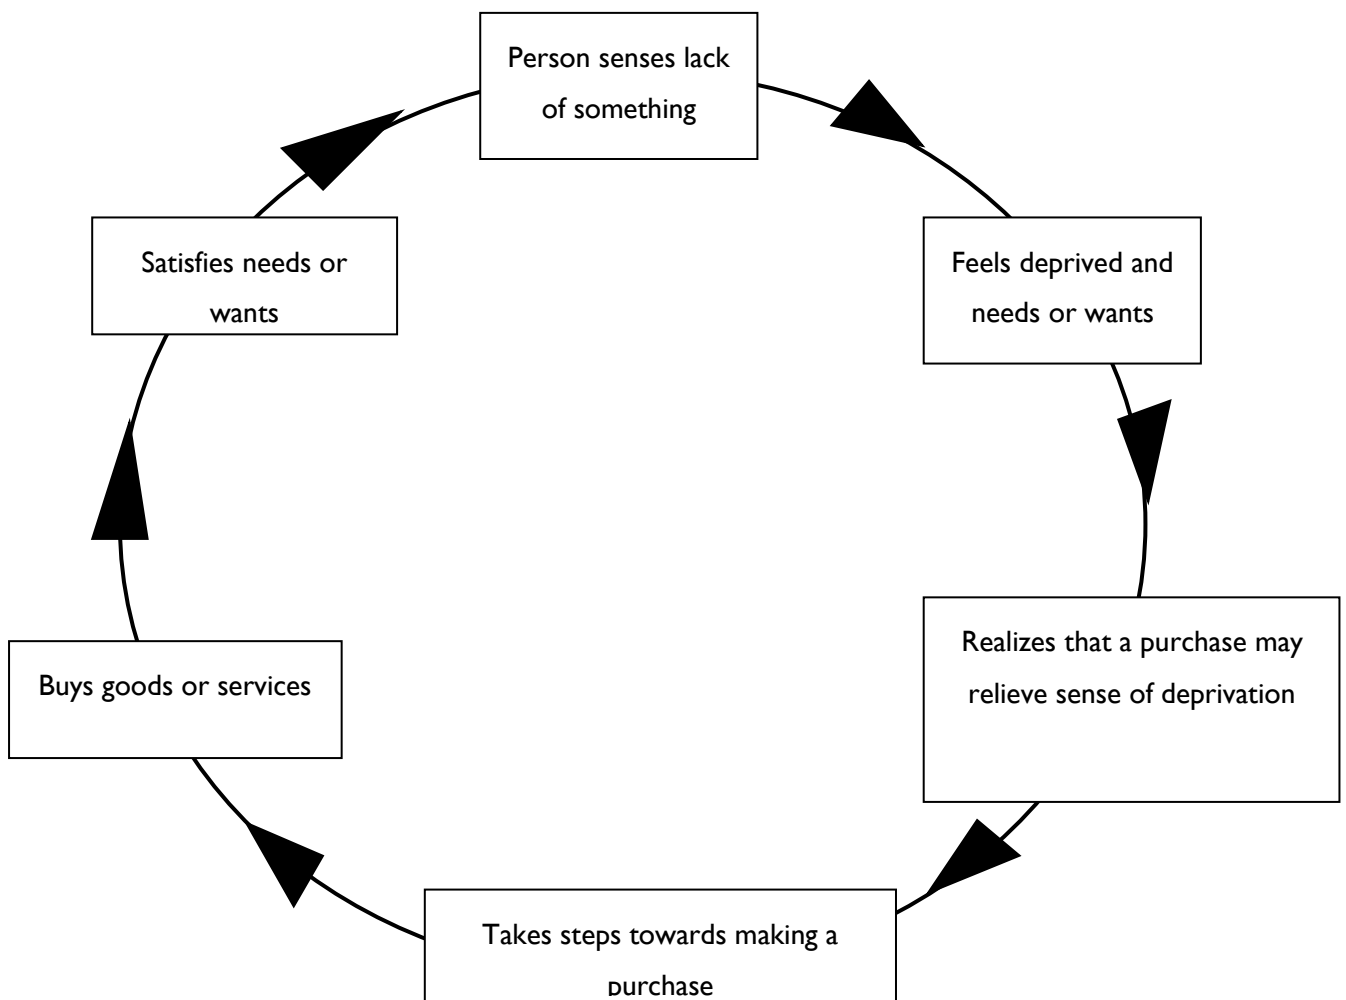 Person senses lack
of something
Feels deprived and
needs or wants
Realizes that a purchase may
relieve sense of deprivation
Takes steps towards making a
purchase
Buys goods or services
Satisfies needs or
wants